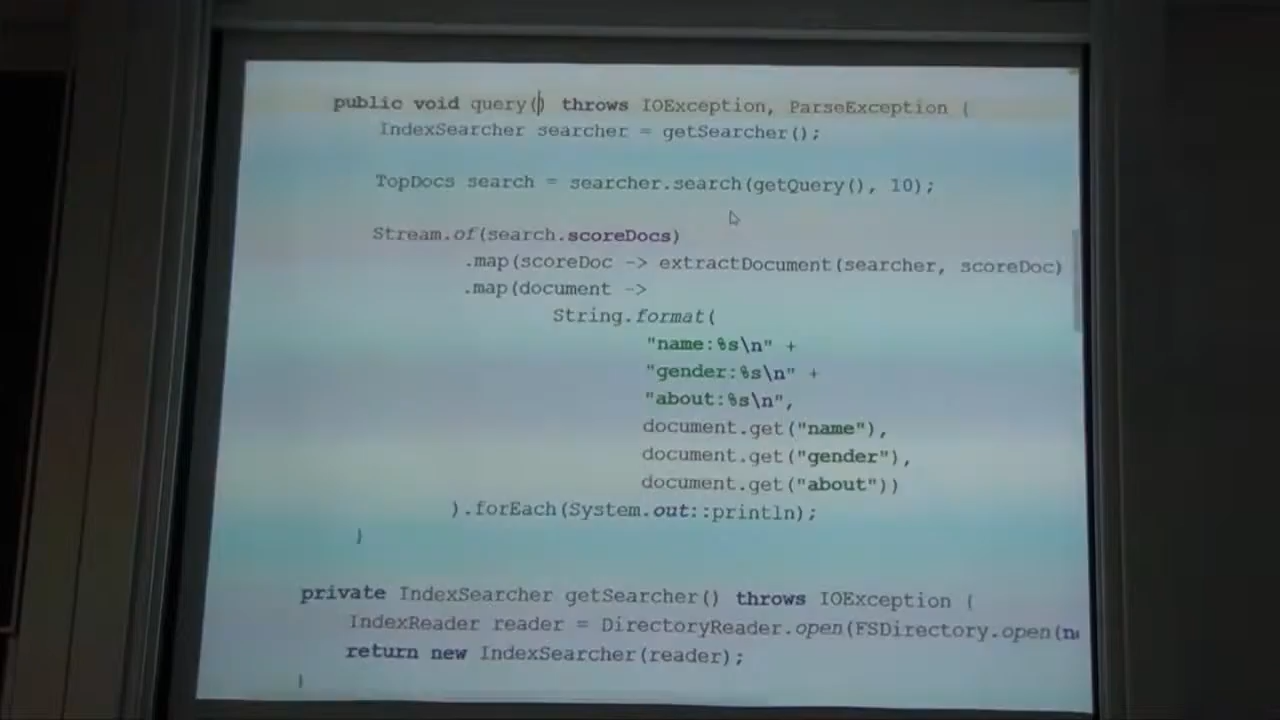 public void query() throws IOException, ParseException {
IndexSearcher searcher = getSearcher();
TopDocs search = searcher.search(getQuery(), 10);
Stream.of(search.scoreDocs)
.map(scoreDoc -> extractDocument(searcher, scoreDoc)
.map(document ->
String.format(
"name:%s\n" +
"gender:%s\n" +
"about:%s\n",
document.get("name"),
document.get("gender"),
document.get("about"))
).forEach(System.out::println);
}
private IndexSearcher getSearcher() throws IOException {
IndexReader reader = DirectoryReader.open(FSDirectory.open(
return new IndexSearcher(reader);
}